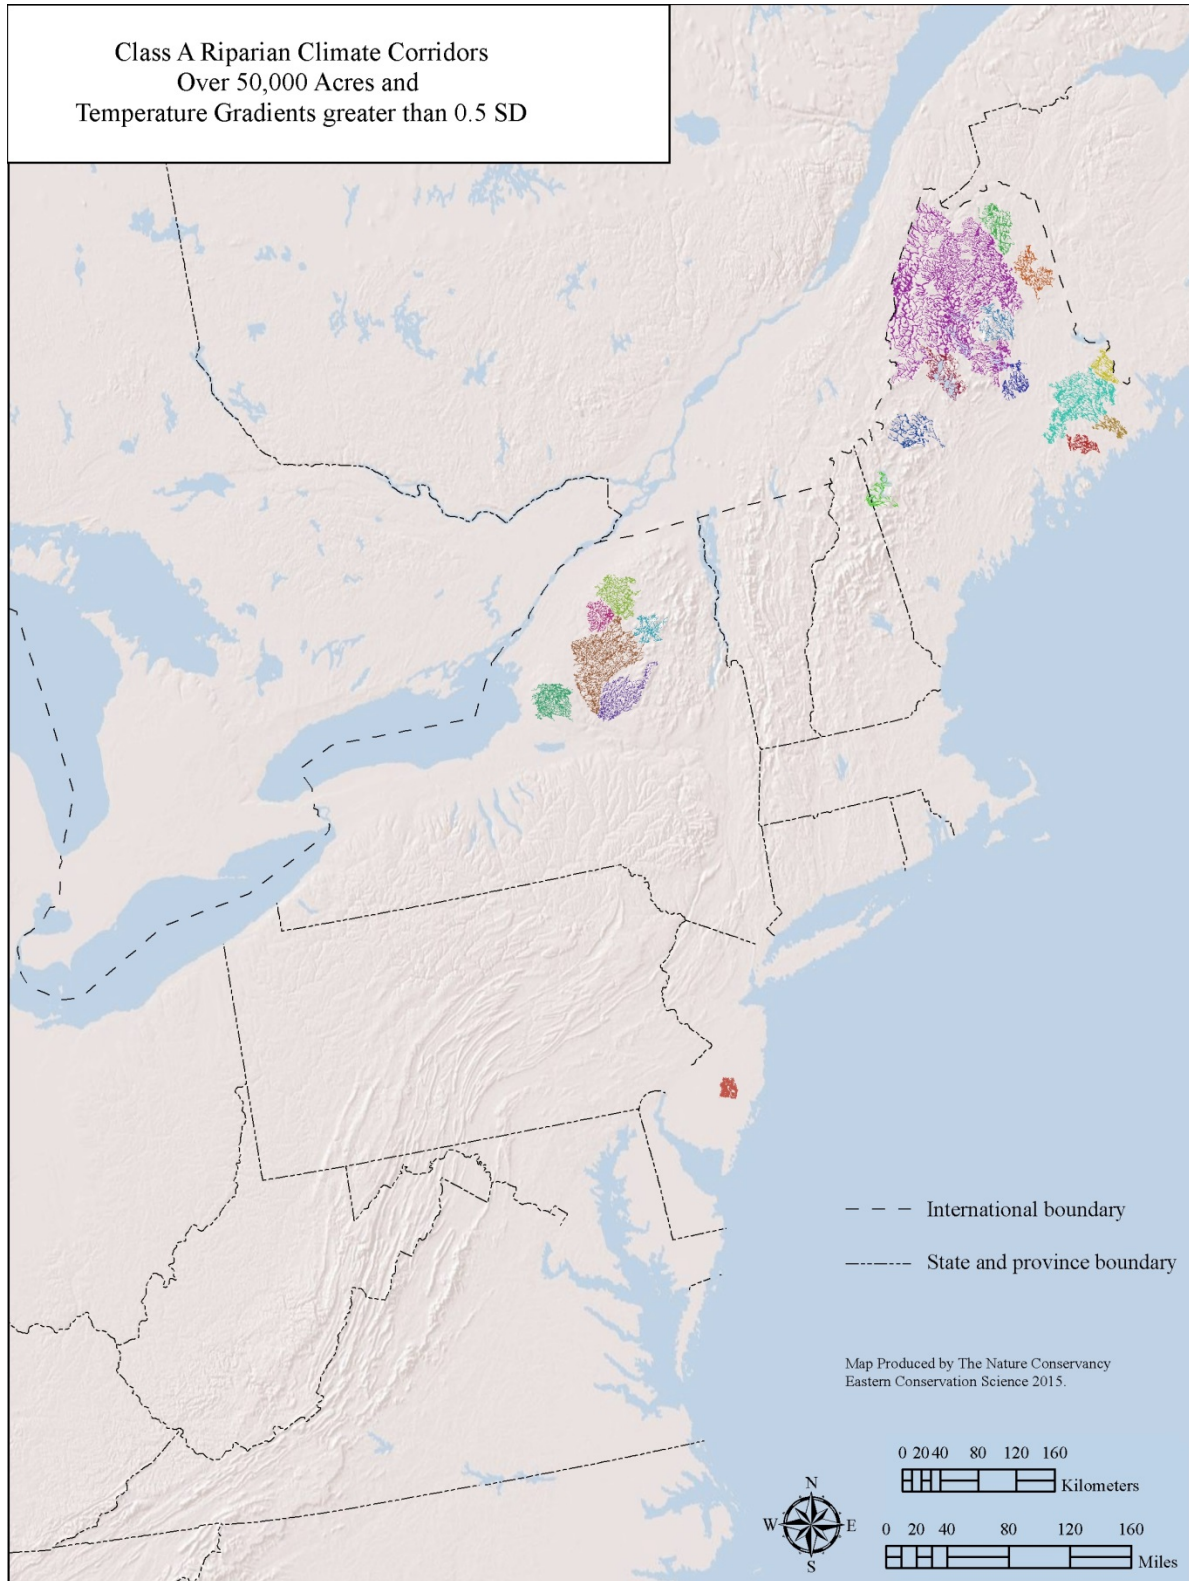 Class A Riparian Climate Corridors
Over 50,000 Acres and
Temperature Gradients greater than 0.5 SD
International boundary
State and province boundary
Map Produced by The Nature Conservancy
Eastern Conservation Science 2015.
0 20 40 80 120 160
Kilometers
N
W E
S
0 20 40 80 120 160
Miles